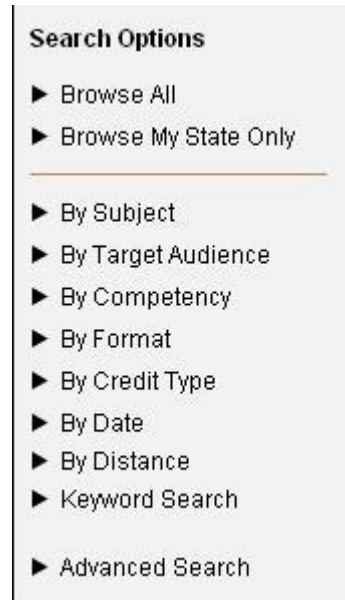 Search Options
Browse All
Browse My State Only
By Subject
By Target Audience
By Competency
By Format
By Credit Type
By Date
By Distance
Keyword Search
Advanced Search